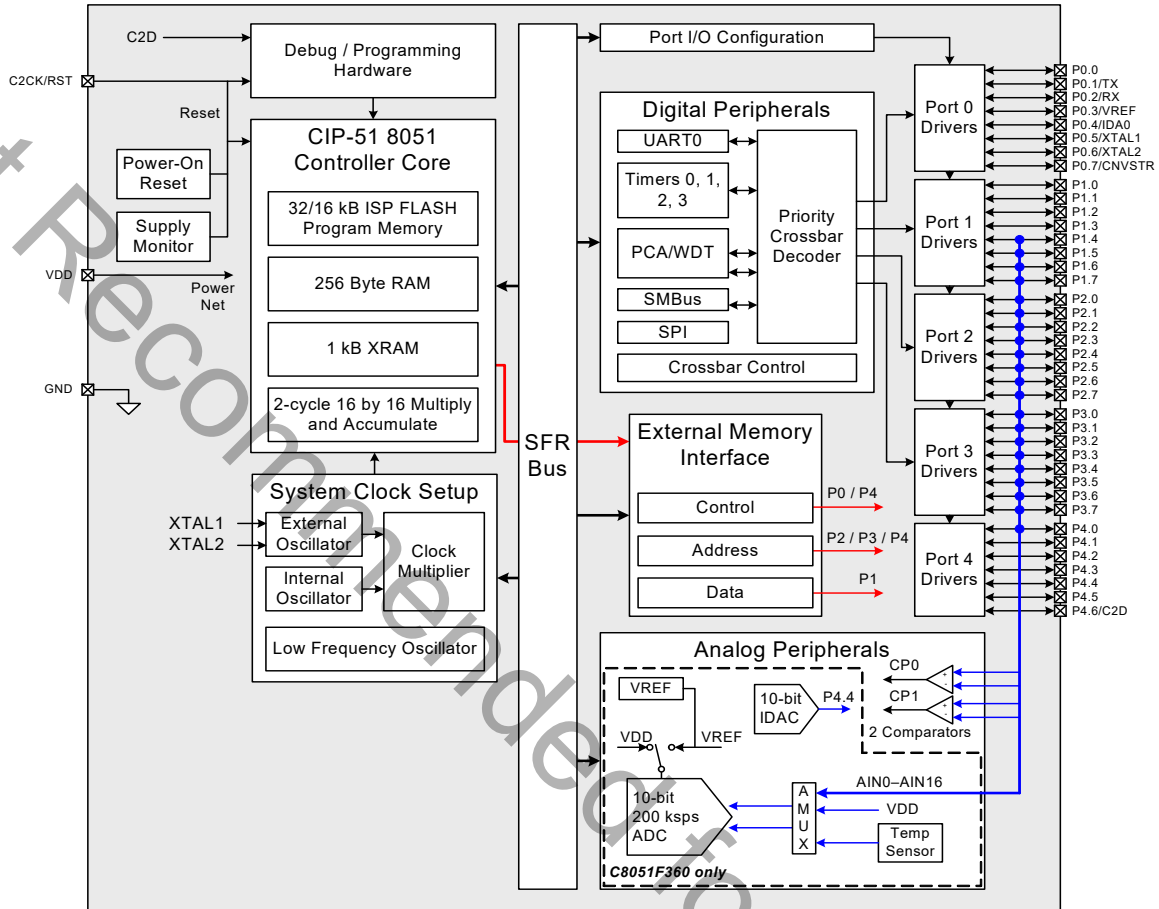 C2D
C2CK/RST
Debug / Programming
Hardware
Port I/O Configuration
Reset
CIP-51 8051
Controller Core
Power-On
Reset
Supply
Monitor
32/16 kB ISP FLASH
Program Memory
256 Byte RAM
1 kB XRAM
2-cycle 16 by 16 Multiply
and Accumulate
VDD
Power
Net
GND
System Clock Setup
XTAL1
XTAL2
External
Oscillator
Internal
Oscillator
Clock
Multiplier
Low Frequency Oscillator
SFR
Bus
Digital Peripherals
UART0
Timers 0, 1,
2, 3
PCA/WDT
SMBus
SPI
Priority
Crossbar
Decoder
Crossbar Control
External Memory
Interface
Control
Address
Data
P0 / P4
P2 / P3 / P4
P1
Port 0
Drivers
Port 1
Drivers
Port 2
Drivers
Port 3
Drivers
Port 4
Drivers
P0.0
P0.1/TX
P0.2/RX
P0.3/VREF
P0.4/IDA0
P0.5/XTAL1
P0.6/XTAL2
P0.7/CNVSTR
P1.0
P1.1
P1.2
P1.3
P1.4
P1.5
P1.6
P1.7
P2.0
P2.1
P2.2
P2.3
P2.4
P2.5
P2.6
P2.7
P3.0
P3.1
P3.2
P3.3
P3.4
P3.5
P3.6
P3.7
P4.0
P4.1
P4.2
P4.3
P4.4
P4.5
P4.6/C2D
Analog Peripherals
VREF
VDD
VREF
10-bit
IDAC
P4.4
CP0
CP1
+
-
+
-
2 Comparators
10-bit
200 ksps
ADC
A
M
U
X
AIN0–AIN16
VDD
Temp
Sensor
C8051F360 only
Recommended fo